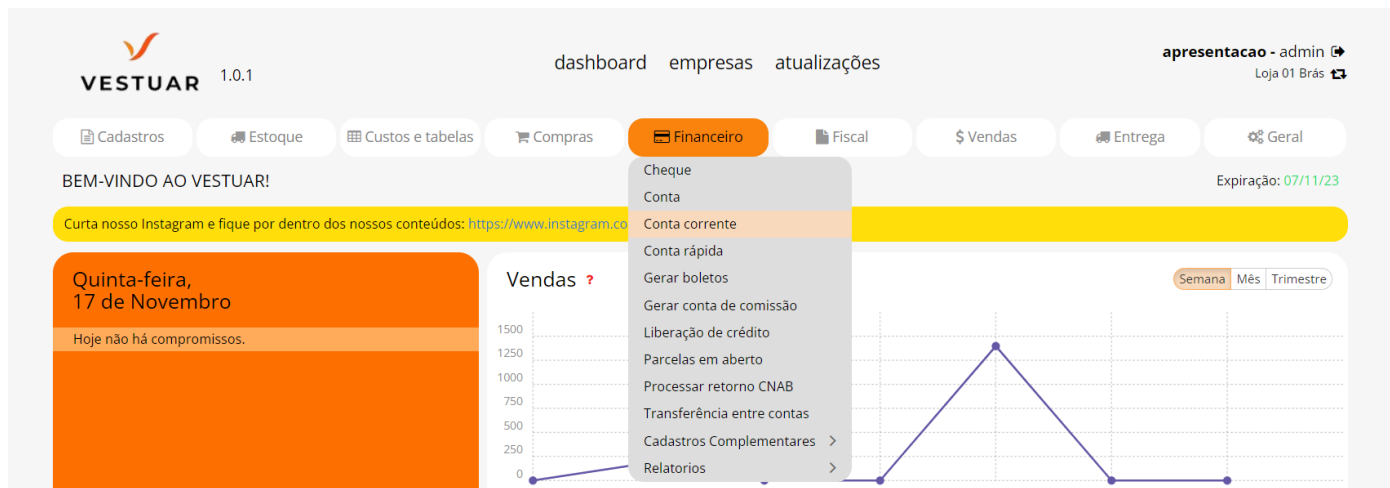 VESTUAR 1.0.1
dashboard empresas atualizações
apresentacao - admin
Loja 01 Brás
Cadastros Estoque Custos e tabelas Compras Financeiro Fiscal $ Vendas Entrega Geral
BEM-VINDO AO VESTUAR!
Expiração: 07/11/23
Curta nosso Instagram e fique por dentro dos nossos conteúdos: https://www.instagram.co
Cheque
Conta
Conta corrente
Conta rápida
Gerar boletos
Gerar conta de comissão
Liberação de crédito
Parcelas em aberto
Processar retorno CNAB
Transferência entre contas
Cadastros Complementares
Relatorios
Quinta-feira,
17 de Novembro
Hoje não há compromissos.
Vendas ?
Semana Mês Trimestre
1500
1250
1000
750
500
250
0